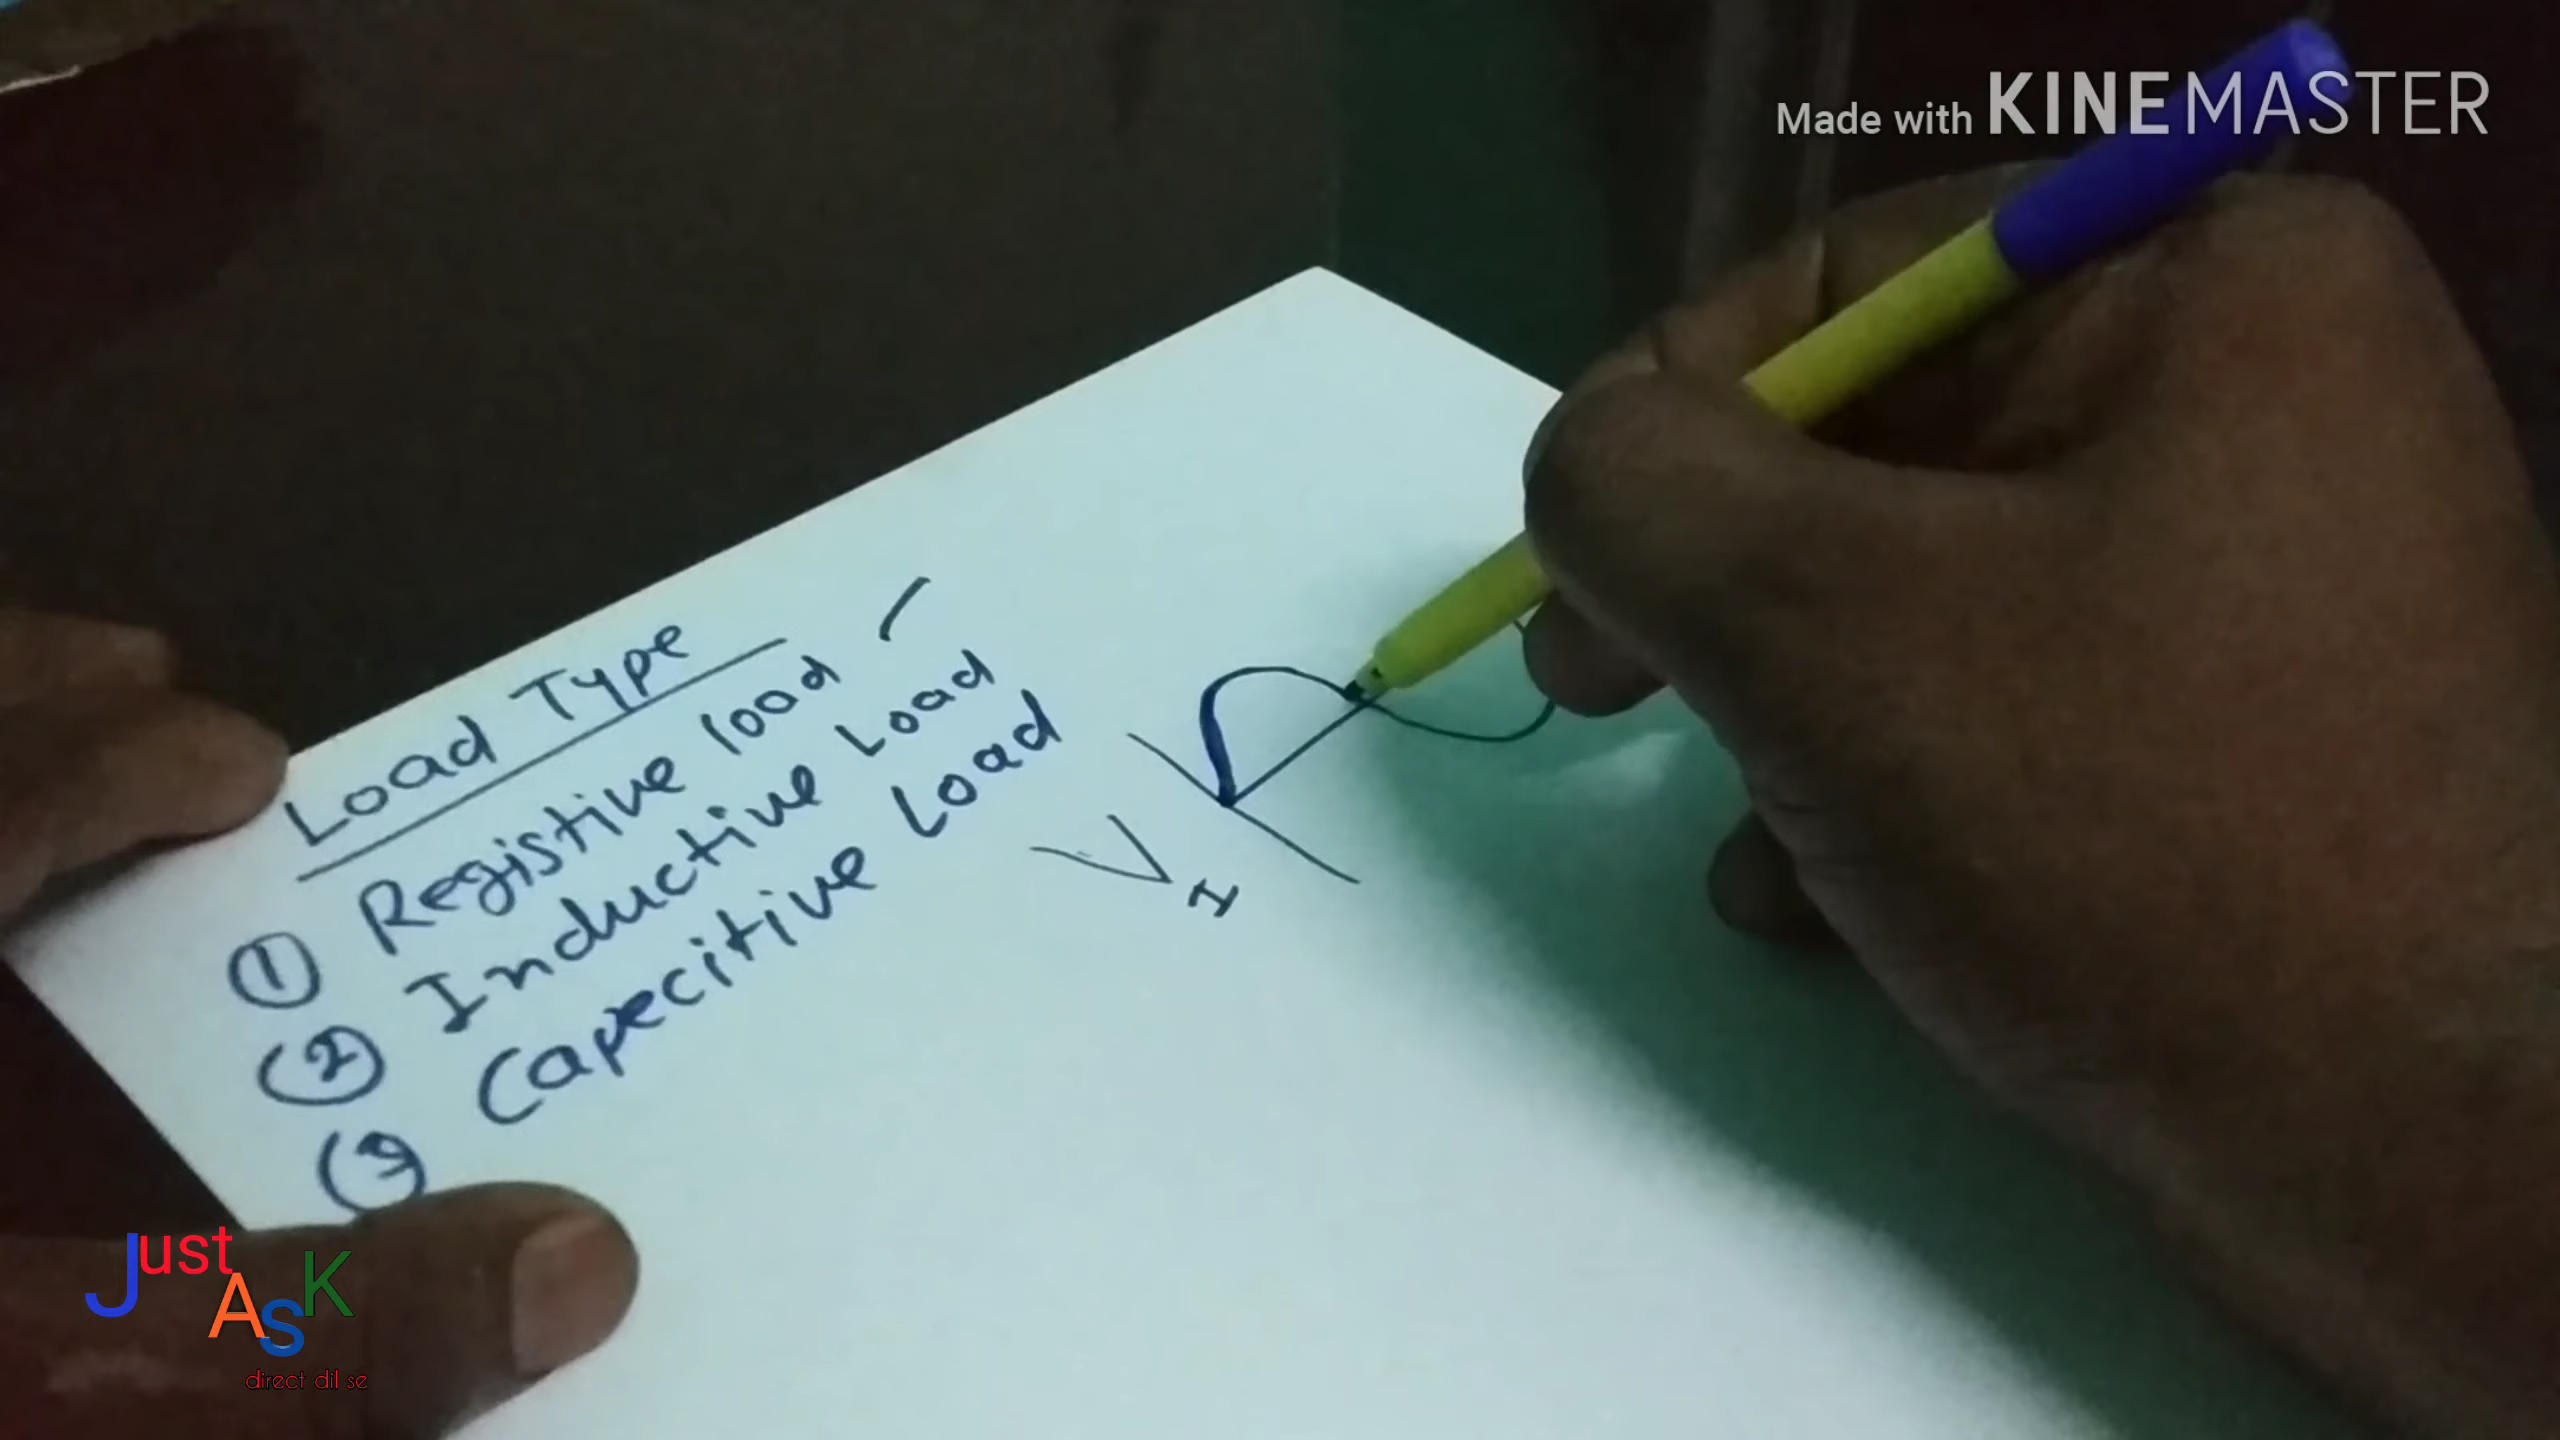 Made with KINEMASTER
Load Type
① Registive load
② Inductive Load
③ Capecitive Load
V
I
Just
ASK
direct dil se